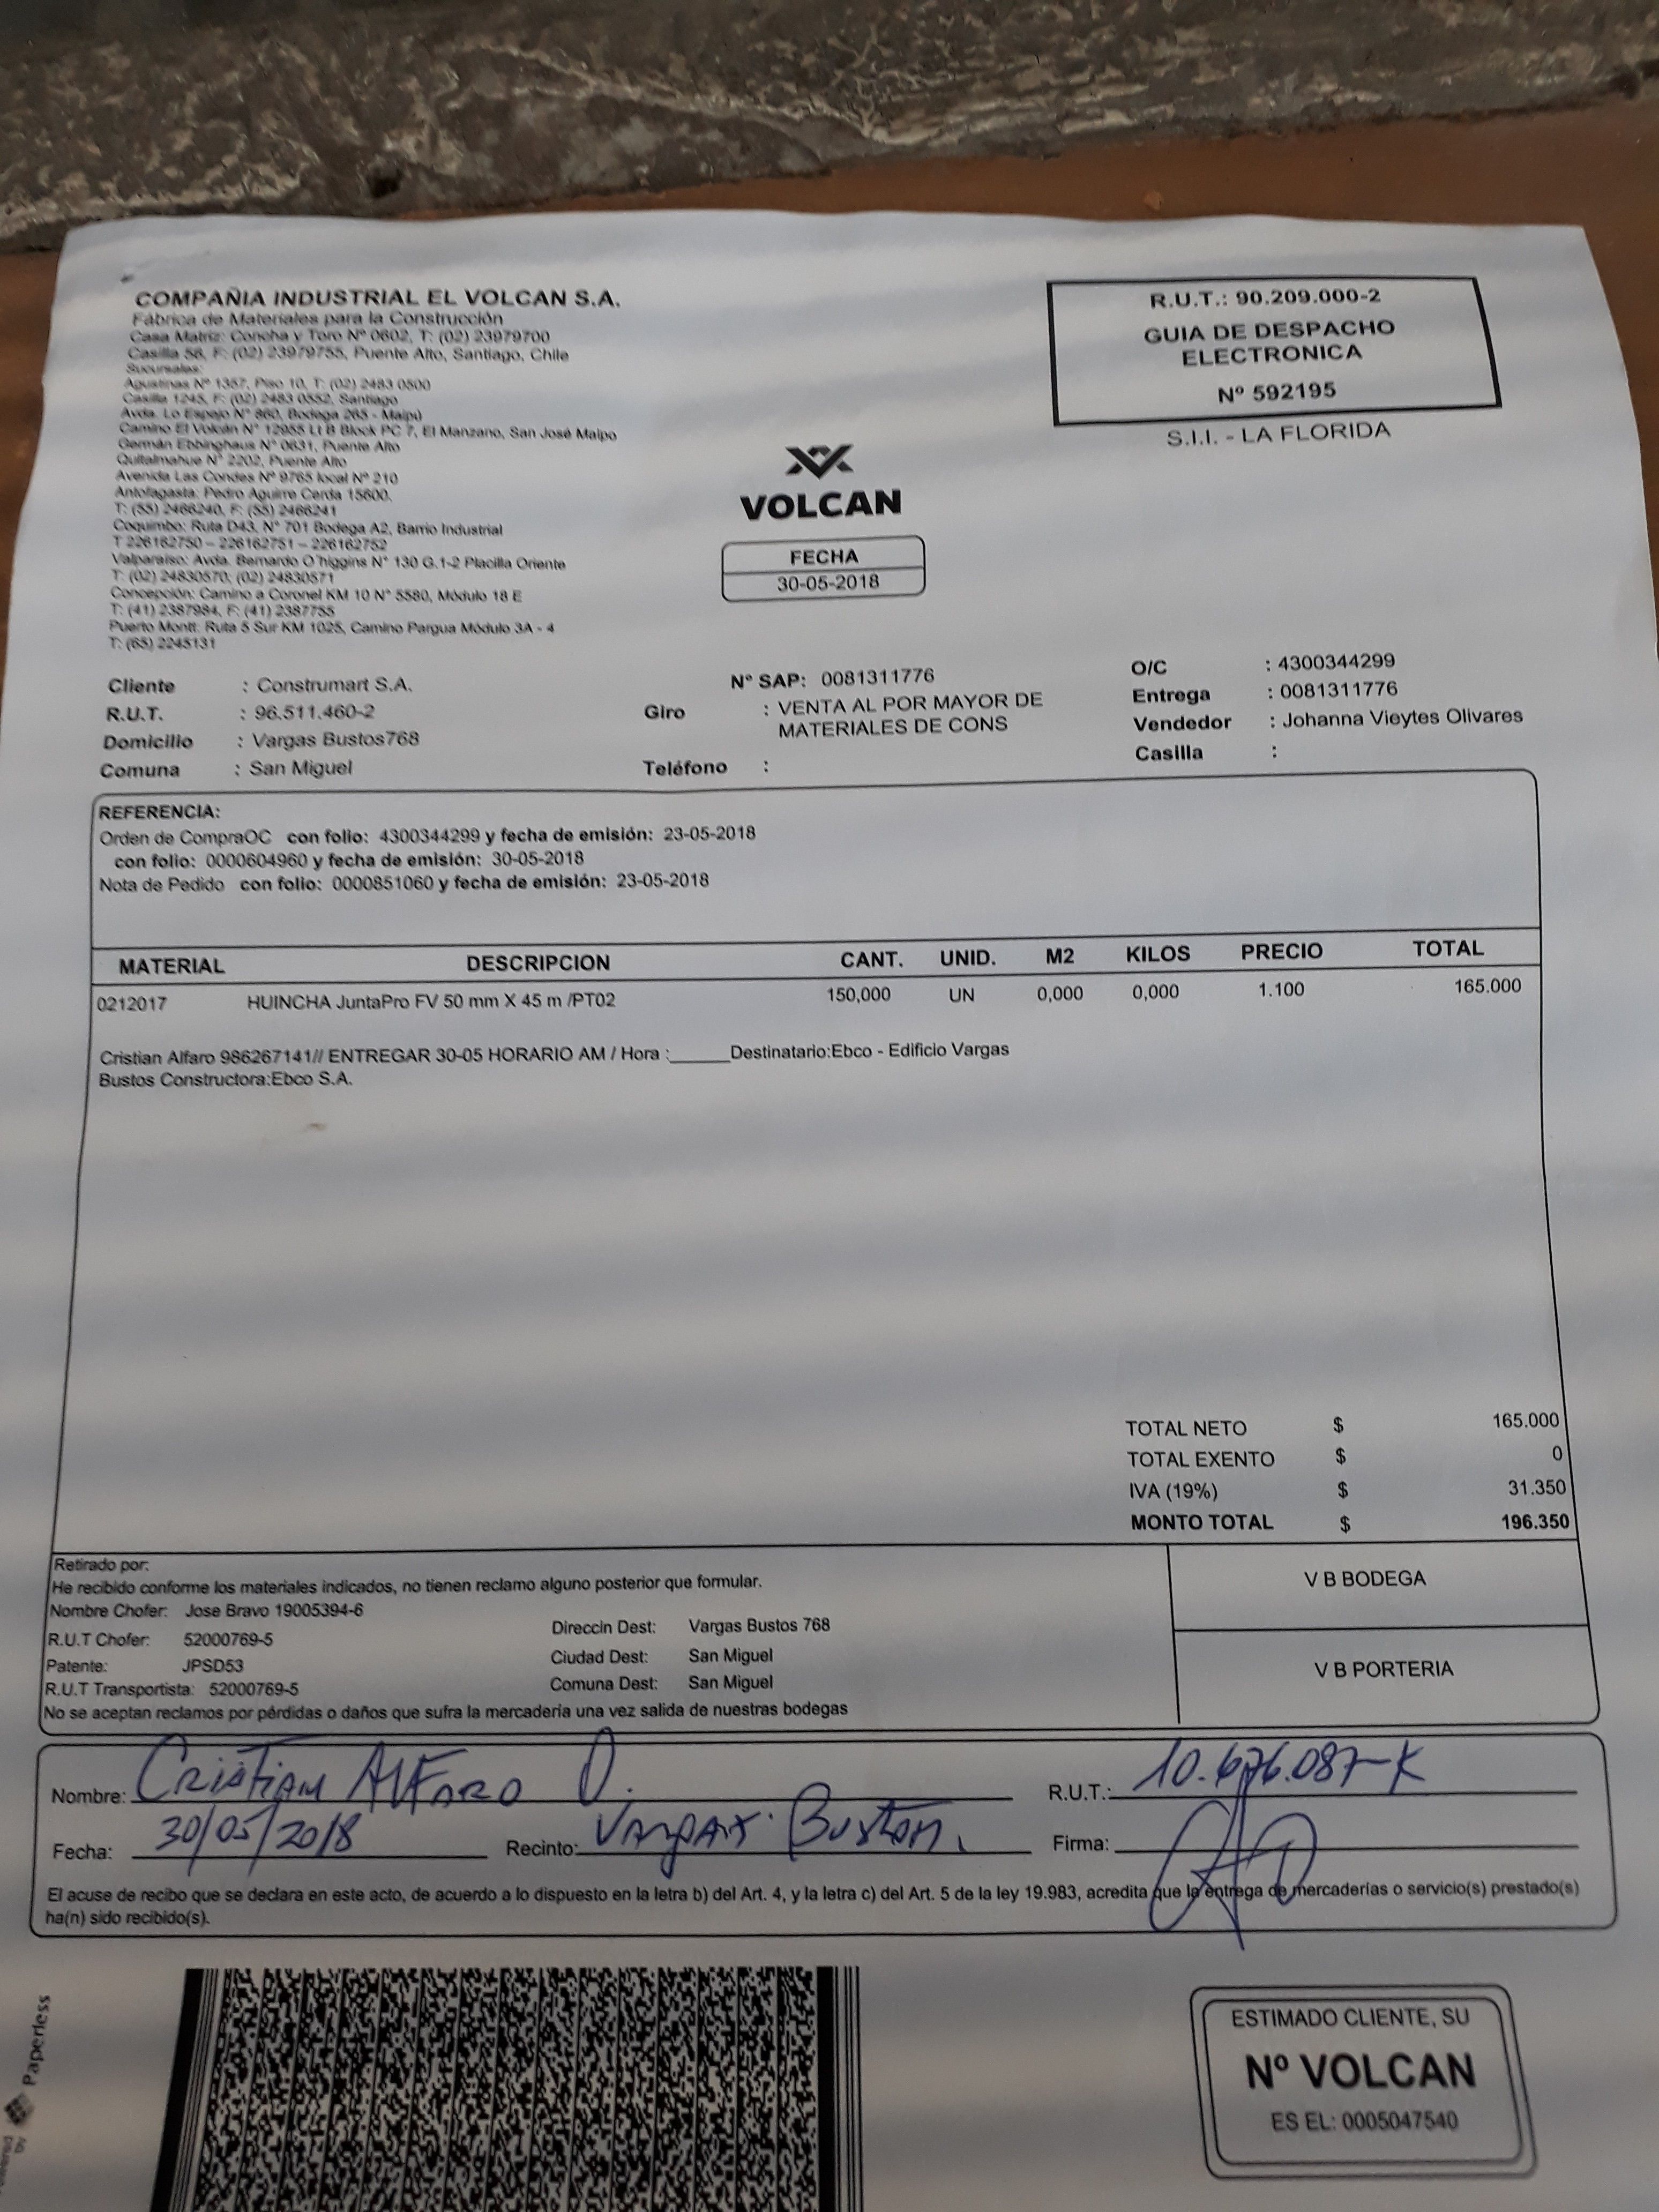 COMPAÑIA INDUSTRIAL EL VOLCAN S.A.
Fábrica de Materiales para la Construcción
Casa Matriz: Concha y Toro Nº 0602, T: (02) 23979700
Casilla 56, F: (02) 23979755, Puente Alto, Santiago, Chile
Sucursales:
Agustinas Nº 1357, Piso 10, T: (02) 2483 0500
Casilla 1245, F: (02) 2483 0552, Santiago
Avda. Lo Espejo N° 860, Bodega 265 - Maipú
Camino El Volcán N° 12955 Lt B Block PC 7, El Manzano, San José Maipo
Germán Ebbinghaus N° 0631, Puente Alto
Quitalmahue N° 2202, Puente Alto
Avenida Las Condes Nº 9765 local Nº 210
Antofagasta: Pedro Aguirre Cerda 15600.
T: (55) 2466240, F: (55) 2466241
Coquimbo: Ruta D43, N° 701 Bodega A2, Barrio Industrial
T 226162750 – 226162751 – 226162752
Valparaíso: Avda. Bernardo O'higgins N° 130 G.1-2 Placilla Oriente
T: (02) 24830570; (02) 24830571
Concepción: Camino a Coronel KM 10 N° 5580, Módulo 18 E
T: (41) 2387984, F: (41) 2387755
Puerto Montt: Ruta 5 Sur KM 1025, Camino Pargua Módulo 3A - 4
T: (65) 2245131
R.U.T.: 90.209.000-2
GUIA DE DESPACHO
ELECTRONICA
Nº 592195
S.I.I. - LA FLORIDA
VOLCAN
FECHA
30-05-2018
Cliente : Construmart S.A.
R.U.T. : 96.511.460-2
Domicilio : Vargas Bustos768
Comuna : San Miguel
N° SAP: 0081311776
Giro : VENTA AL POR MAYOR DE
MATERIALES DE CONS
Teléfono :
O/C : 4300344299
Entrega : 0081311776
Vendedor : Johanna Vieytes Olivares
Casilla :
REFERENCIA:
Orden de CompraOC con folio: 4300344299 y fecha de emisión: 23-05-2018
con folio: 0000604960 y fecha de emisión: 30-05-2018
Nota de Pedido con folio: 0000851060 y fecha de emisión: 23-05-2018
MATERIAL DESCRIPCION CANT. UNID. M2 KILOS PRECIO TOTAL
0212017 HUINCHA JuntaPro FV 50 mm X 45 m /PT02 150,000 UN 0,000 0,000 1.100 165.000
Cristian Alfaro 986267141// ENTREGAR 30-05 HORARIO AM / Hora :______Destinatario:Ebco - Edificio Vargas
Bustos Constructora:Ebco S.A.
TOTAL NETO $ 165.000
TOTAL EXENTO $ 0
IVA (19%) $ 31.350
MONTO TOTAL $ 196.350
Retirado por:
He recibido conforme los materiales indicados, no tienen reclamo alguno posterior que formular.
Nombre Chofer: Jose Bravo 19005394-6
R.U.T Chofer: 52000769-5
Patente: JPSD53
R.U.T Transportista: 52000769-5
Direccin Dest: Vargas Bustos 768
Ciudad Dest: San Miguel
Comuna Dest: San Miguel
No se aceptan reclamos por pérdidas o daños que sufra la mercadería una vez salida de nuestras bodegas
V B BODEGA
V B PORTERIA
Nombre: Cristian Alfaro O. R.U.T.: 10.676.087-K
Fecha: 30/05/2018 Recinto: Vargas Bustos. Firma:
El acuse de recibo que se declara en este acto, de acuerdo a lo dispuesto en la letra b) del Art. 4, y la letra c) del Art. 5 de la ley 19.983, acredita que la entrega de mercaderías o servicio(s) prestado(s)
ha(n) sido recibido(s).
Paperless
by
ESTIMADO CLIENTE, SU
Nº VOLCAN
ES EL: 0005047540